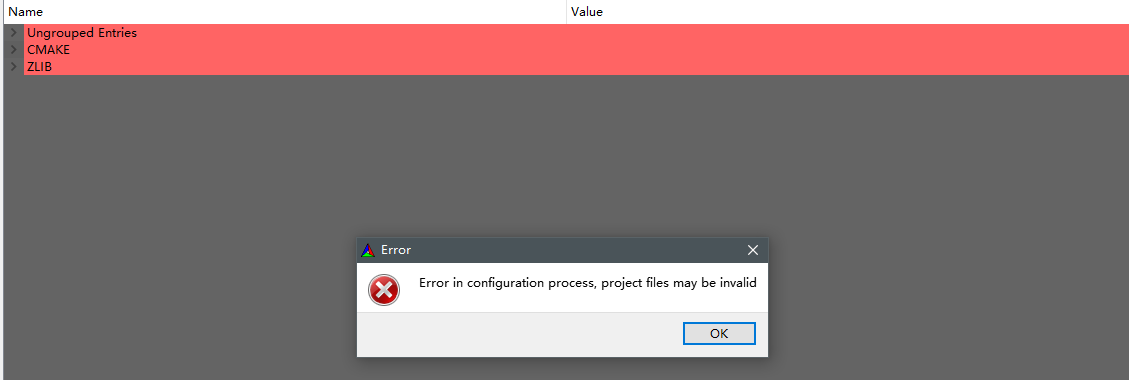 Name Value
Ungrouped Entries
CMAKE
ZLIB
Error
Error in configuration process, project files may be invalid
OK